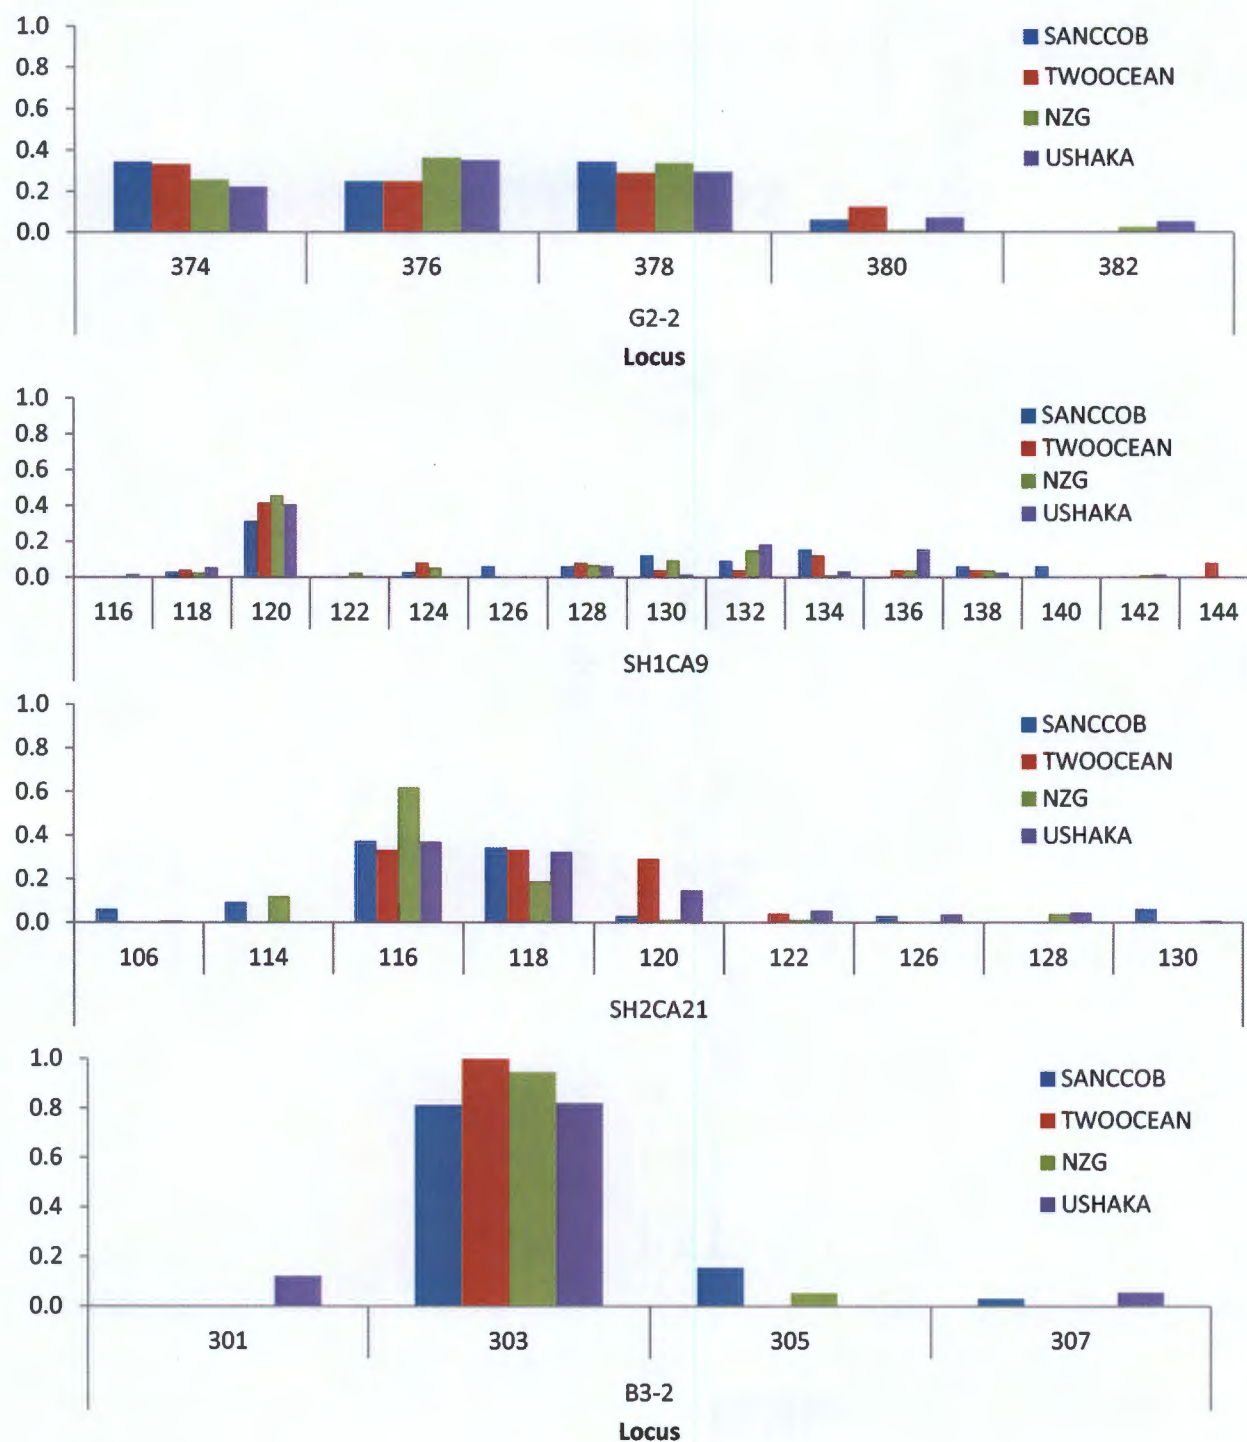 1.0
0.8
0.6
0.4
0.2
0.0
SANCCOB
TWOOCEAN
NZG
USHAKA
374 376 378 380 382
G2-2
Locus
1.0
0.8
0.6
0.4
0.2
0.0
SANCCOB
TWOOCEAN
NZG
USHAKA
116 118 120 122 124 126 128 130 132 134 136 138 140 142 144
SH1CA9
1.0
0.8
0.6
0.4
0.2
0.0
SANCCOB
TWOOCEAN
NZG
USHAKA
106 114 116 118 120 122 126 128 130
SH2CA21
1.0
0.8
0.6
0.4
0.2
0.0
SANCCOB
TWOOCEAN
NZG
USHAKA
301 303 305 307
B3-2
Locus